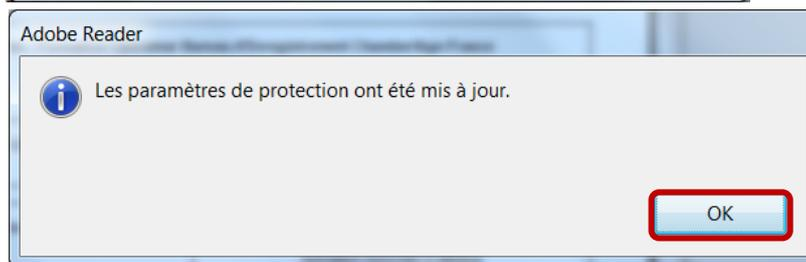 Adobe Reader
Les paramètres de protection ont été mis à jour.
OK